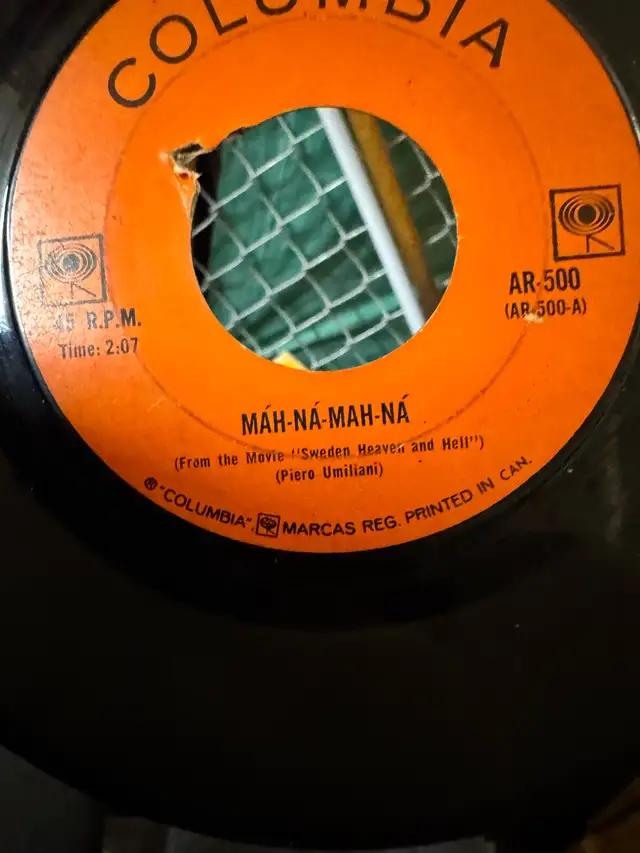 COLUMBIA
45 R.P.M.
Time: 2:07
AR-500
(AR-500-A)
MÁH-NÁ-MAH-NÁ
(From the Movie "Sweden Heaven and Hell")
(Piero Umiliani)
® "COLUMBIA", MARCAS REG. PRINTED IN CAN.